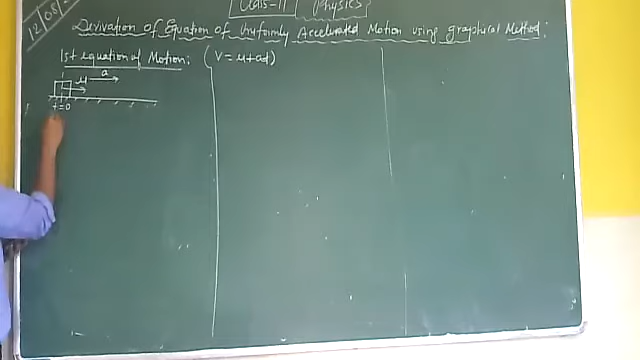 12/08/
Class-11 Physics
Derivation of Equation of Uniformly Accelerated Motion using graphical Method:
1st equation of Motion: (V = u+at)
a
u
t=0